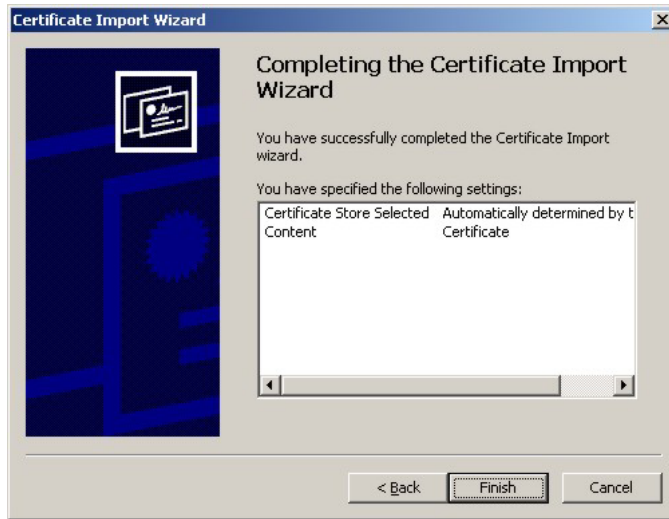 Certificate Import Wizard
Completing the Certificate Import
Wizard
You have successfully completed the Certificate Import
wizard.
You have specified the following settings:
Certificate Store Selected Automatically determined by t
Content Certificate
< Back Finish Cancel